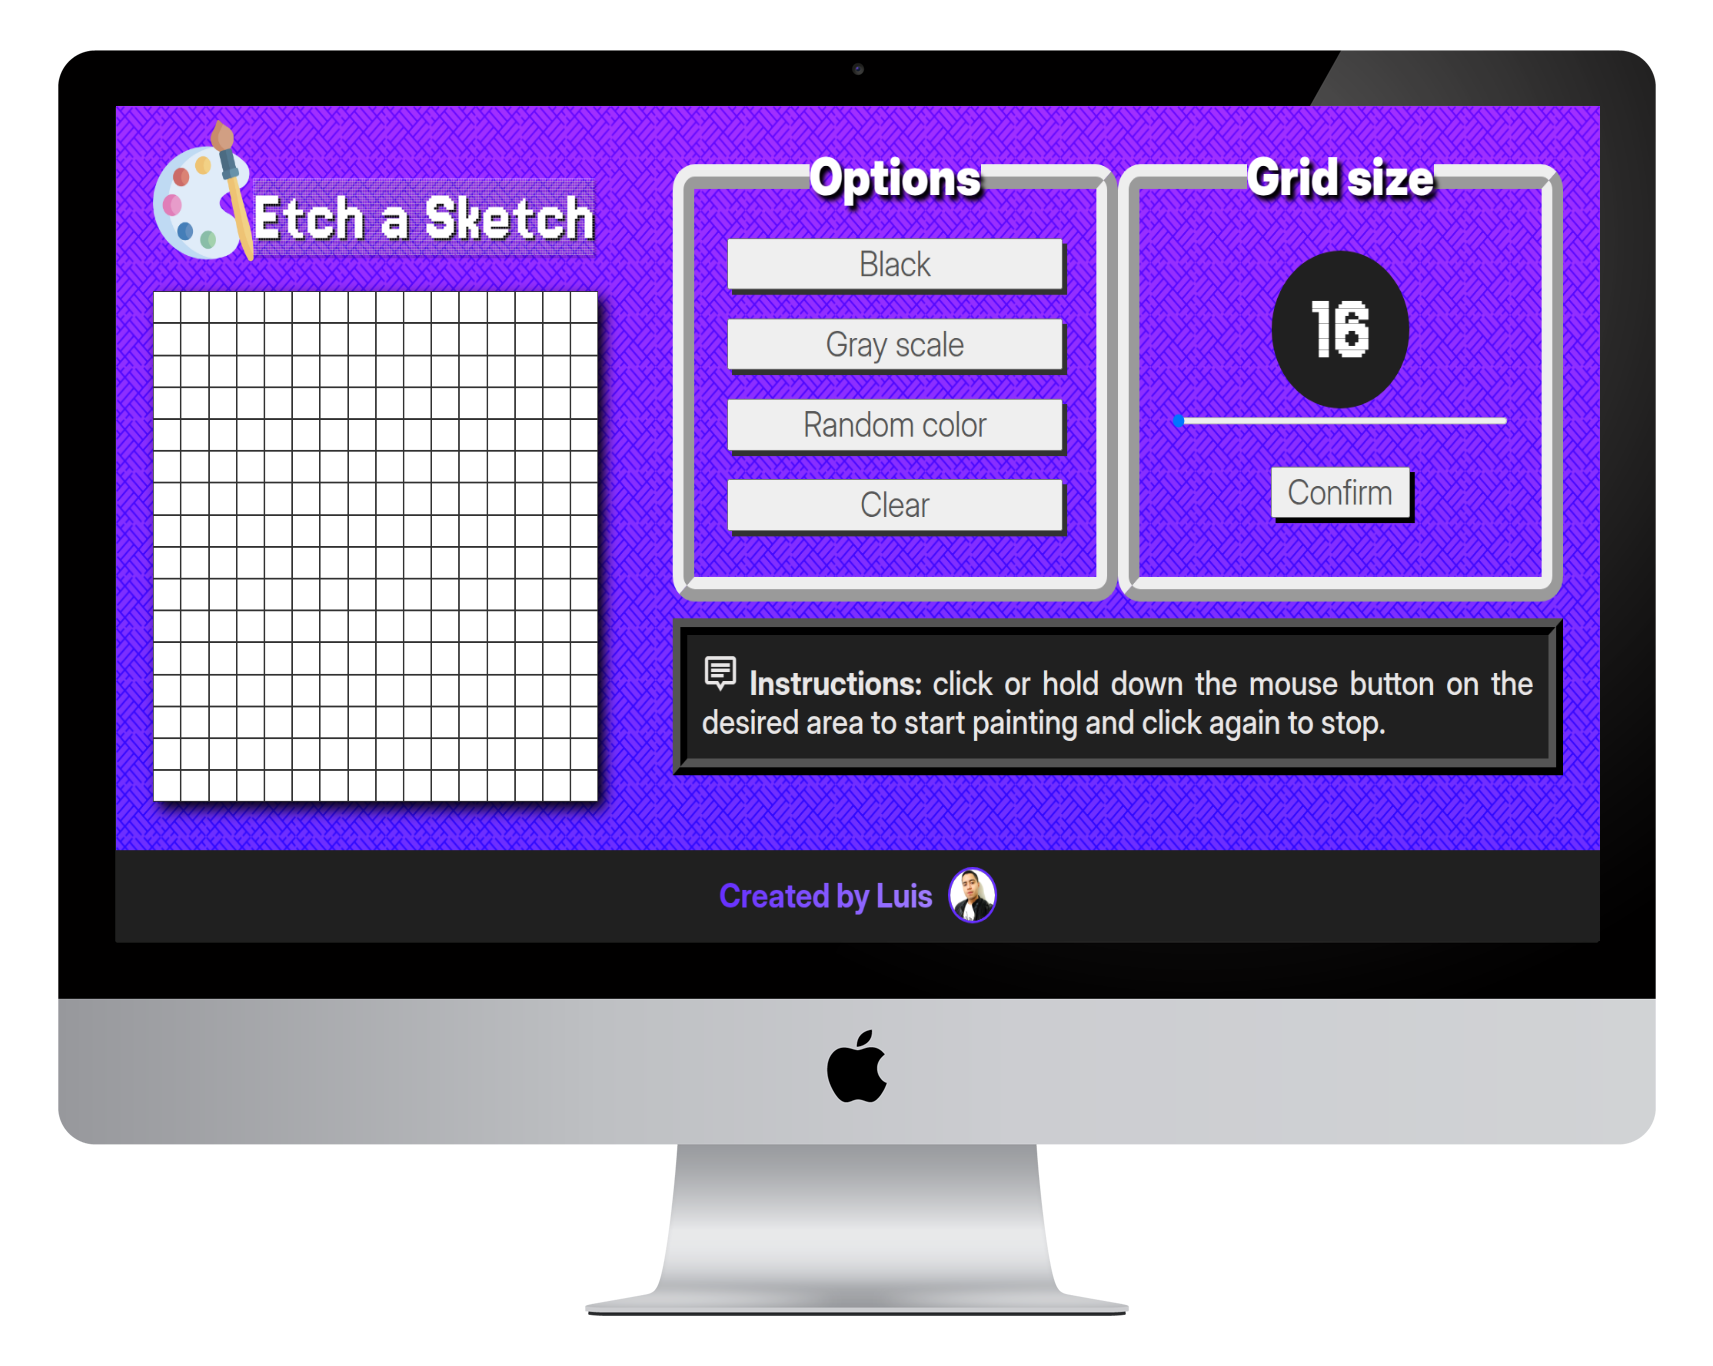 Etch a Sketch
Options
Black
Gray scale
Random color
Clear
Grid size
16
Confirm
Instructions: click or hold down the mouse button on the
desired area to start painting and click again to stop.
Created by Luis